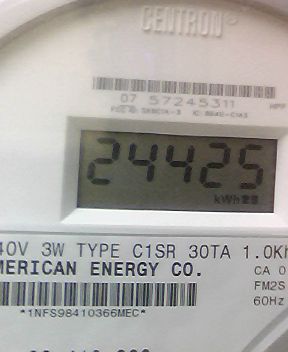 CENTRON
07 57245311
24425
kWh
40V 3W TYPE C1SR 30TA 1.0Kh
MERICAN ENERGY CO.
CA 0
FM2S
60Hz
*1NFS98410366MEC*